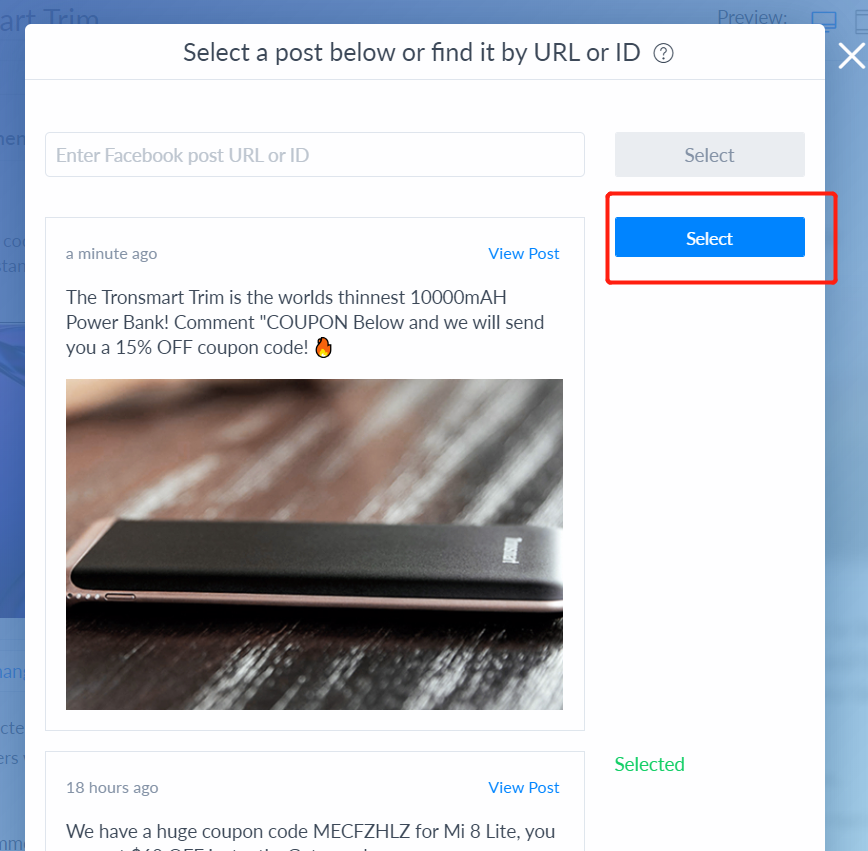 Preview:
Select a post below or find it by URL or ID ?
Enter Facebook post URL or ID
Select
Select
a minute ago View Post
The Tronsmart Trim is the worlds thinnest 10000mAH
Power Bank! Comment "COUPON Below and we will send
you a 15% OFF coupon code! 🔥
Tronsmart
18 hours ago View Post
Selected
We have a huge coupon code MECFZHLZ for Mi 8 Lite, you